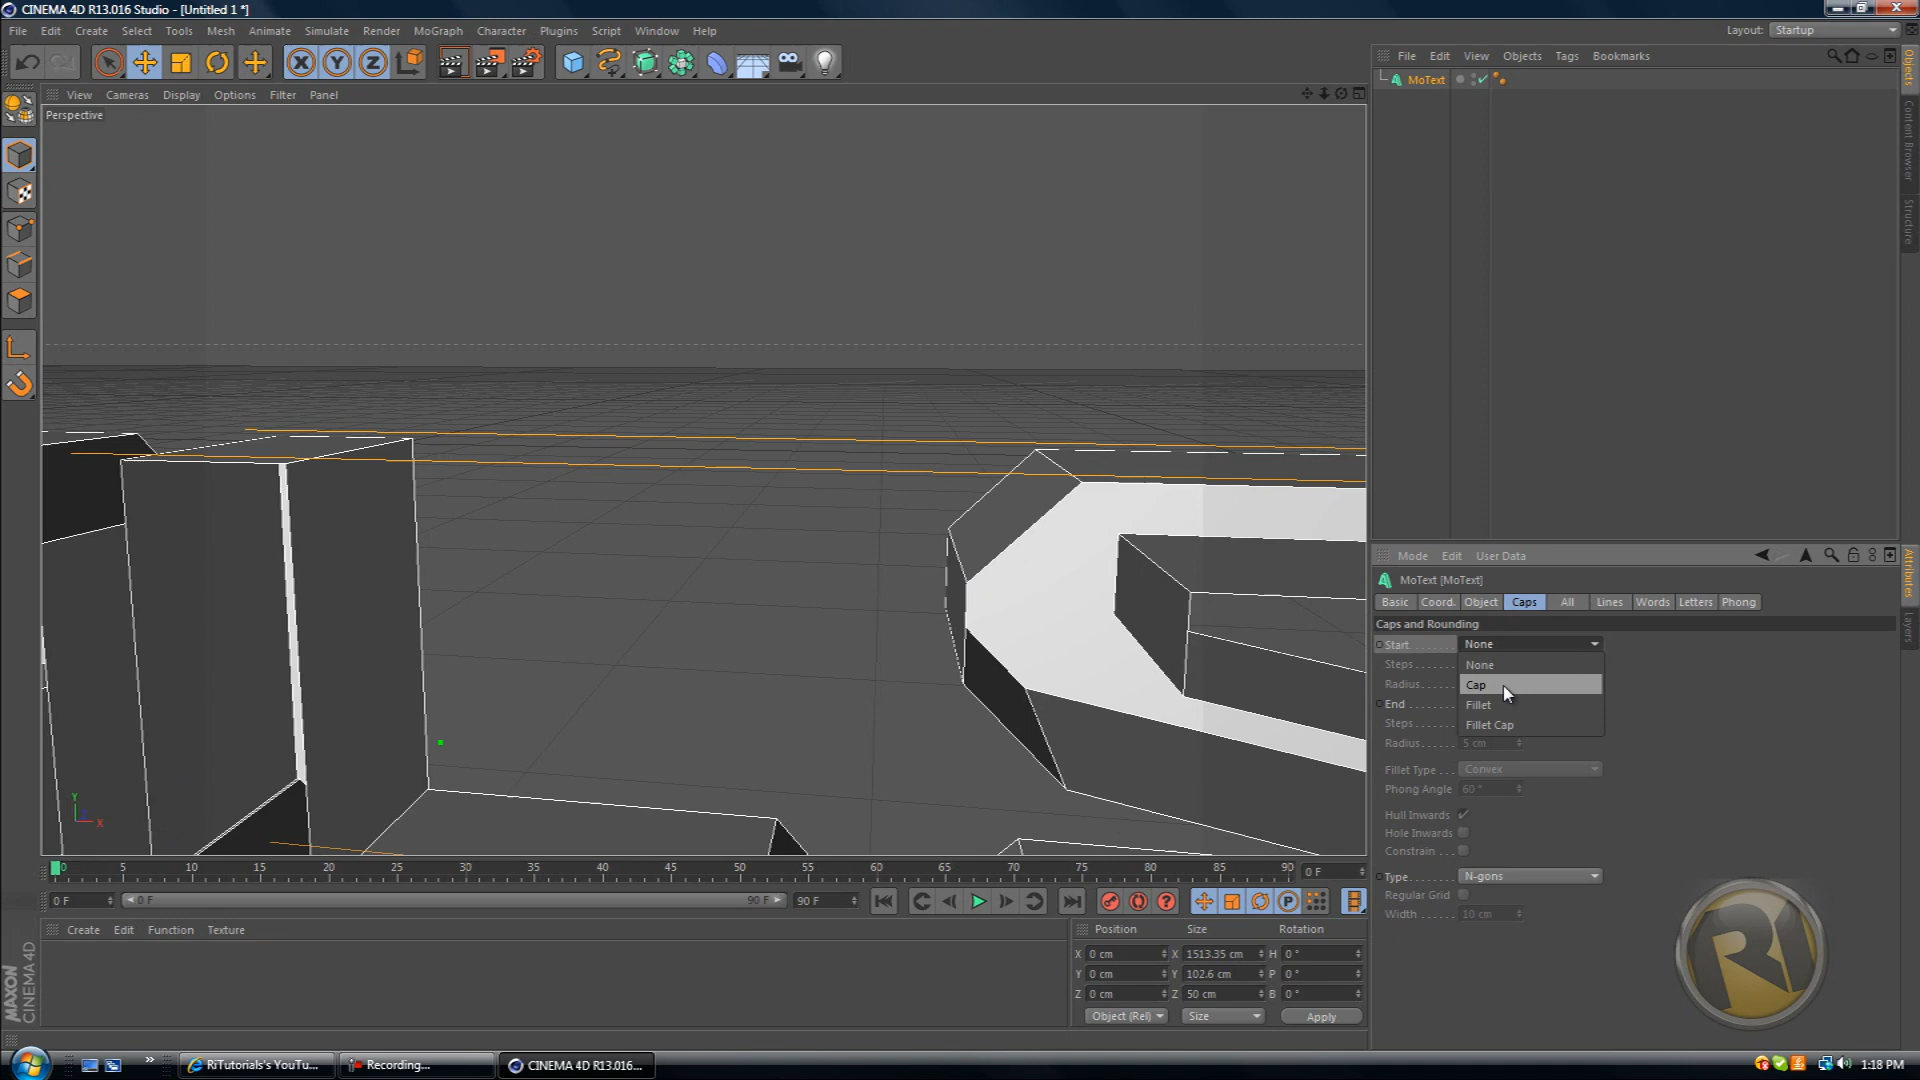 CINEMA 4D R13.016 Studio - [Untitled 1 *]
File Edit Create Select Tools Mesh Animate Simulate Render MoGraph Character Plugins Script Window Help
Layout: Startup
X Y Z
File Edit View Objects Tags Bookmarks
MoText
Objects
Content Browser
Structure
View Cameras Display Options Filter Panel
Perspective
Y
X
Mode Edit User Data
Attributes
Layers
MoText [MoText]
Basic Coord. Object Caps All Lines Words Letters Phong
Caps and Rounding
Start None
Steps None
Radius Cap
End Fillet
Steps Fillet Cap
Radius 5 cm
Fillet Type Convex
Phong Angle 60 °
Hull Inwards
Hole Inwards
Constrain
Type N-gons
Regular Grid
Width 10 cm
RI
0 5 10 15 20 25 30 35 40 45 50 55 60 65 70 75 80 85 90 0 F
0 F 0 F 90 F 90 F
P
Create Edit Function Texture
Position Size Rotation
X 0 cm X 1513.35 cm H 0 °
Y 0 cm Y 102.6 cm P 0 °
Z 0 cm Z 50 cm B 0 °
Object (Rel) Size Apply
MAXON
CINEMA 4D
RiTutorials's YouTu...
Recording...
CINEMA 4D R13.016...
1:18 PM